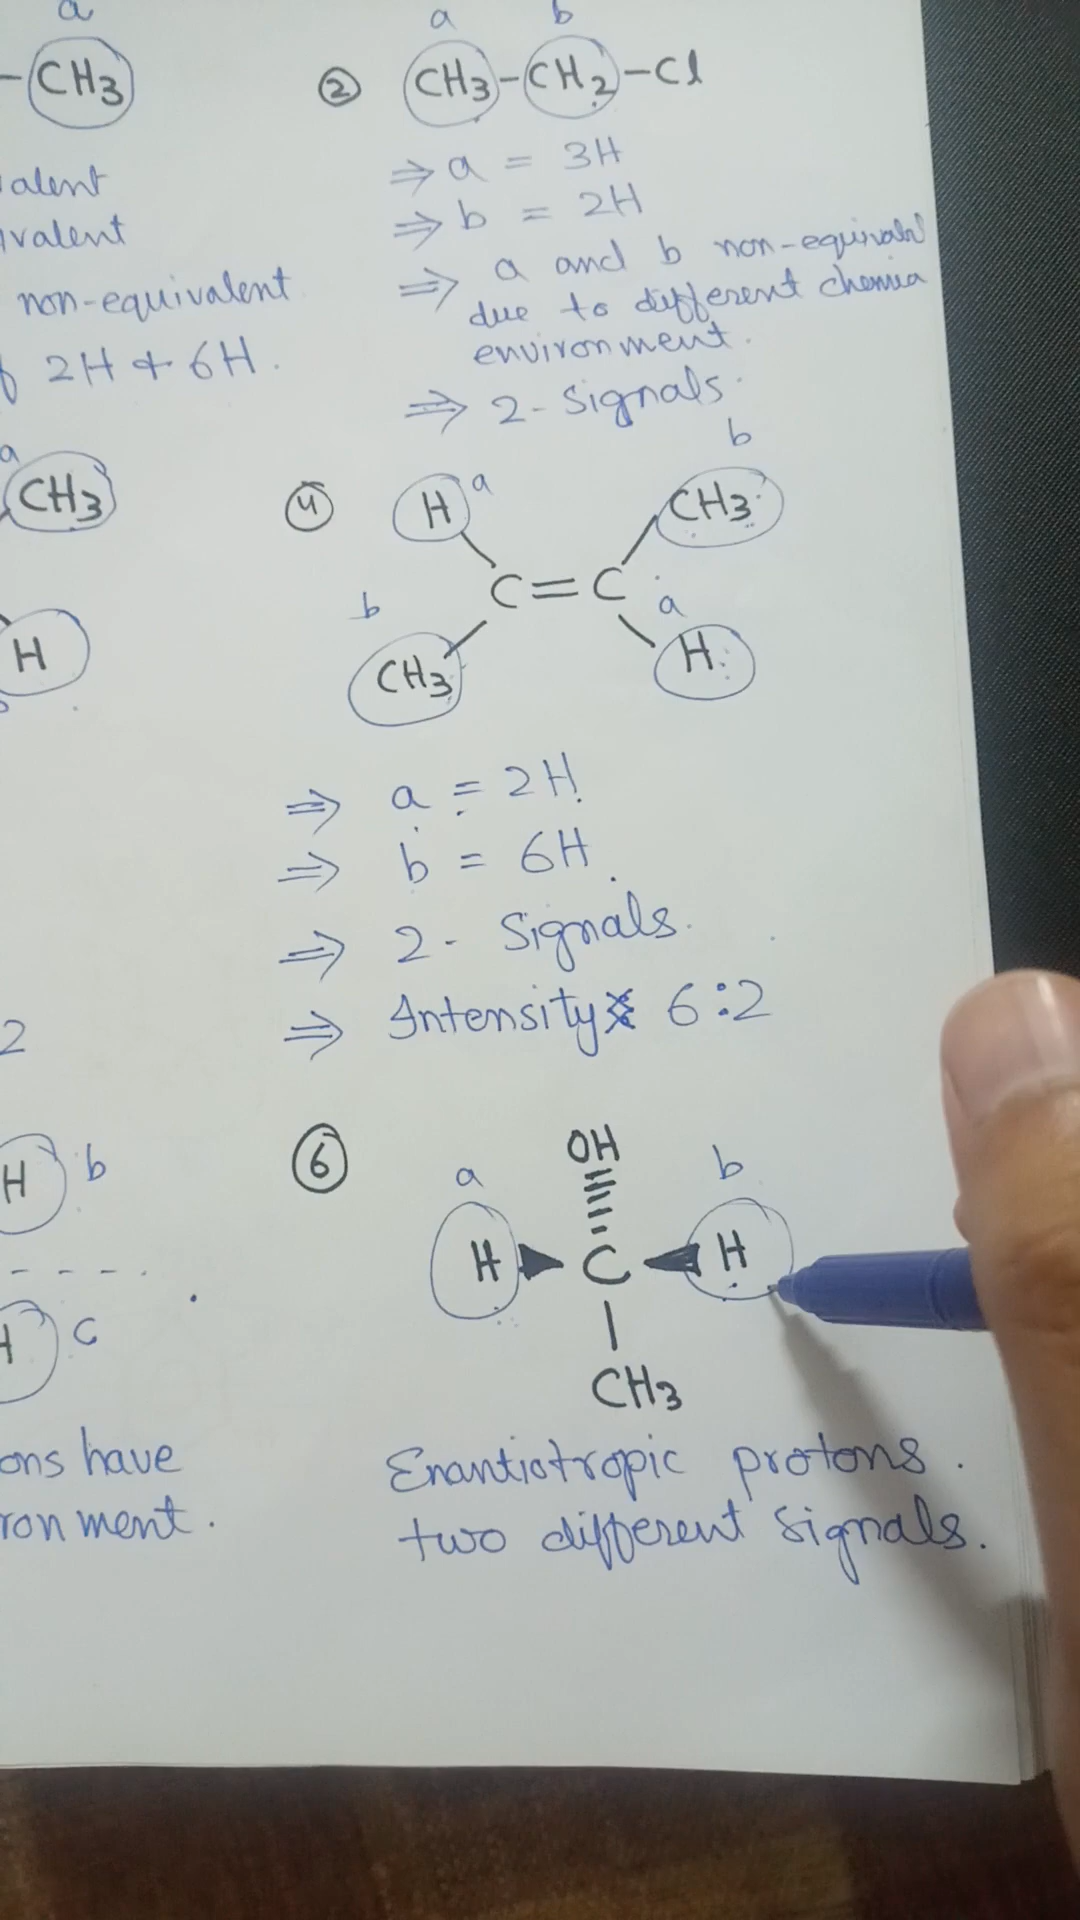 a
-CH3
alent
valent
non-equivalent
2H + 6H.
a
CH3
H
2
H b
H c
ons have
ronment.
a b
② CH3-CH2-Cl
⇒ a = 3H
⇒ b = 2H
⇒ a and b non-equivalent
due to different chemica
environment.
⇒ 2- Signals.
b
④ H a CH3
C=C
b a
CH3 H
⇒ a = 2H
⇒ b = 6H
⇒ 2- Signals.
⇒ Intensity 6:2
⑥ OH
a b
H C H
CH3
Enantiotropic protons.
two different signals.